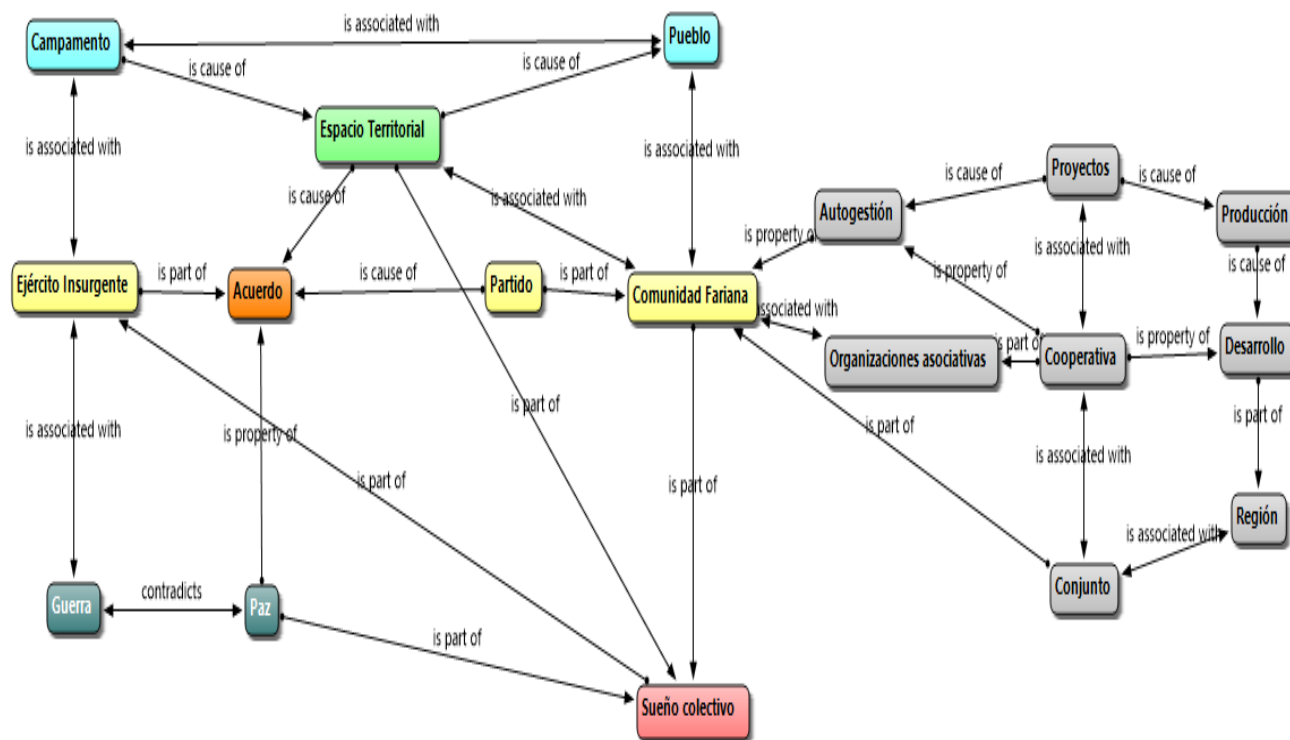 is associated with
Campamento
Pueblo
is cause of
is cause of
Espacio Territorial
is associated with
is associated with
is cause of
is associated with
Proyectos
is cause of
is cause of
Autogestión
Producción
is property of
is associated with
is cause of
is property of
Ejército Insurgente
is part of
Acuerdo
is cause of
Partido
is part of
Comunidad Fariana
associated with
is part of
Organizaciones asociativas
Cooperativa
is property of
Desarrollo
is part of
is associated with
is property of
is part of
is part of
is part of
is part of
is associated with
Región
is associated with
Conjunto
Guerra
contradicts
Paz
is part of
Sueño colectivo